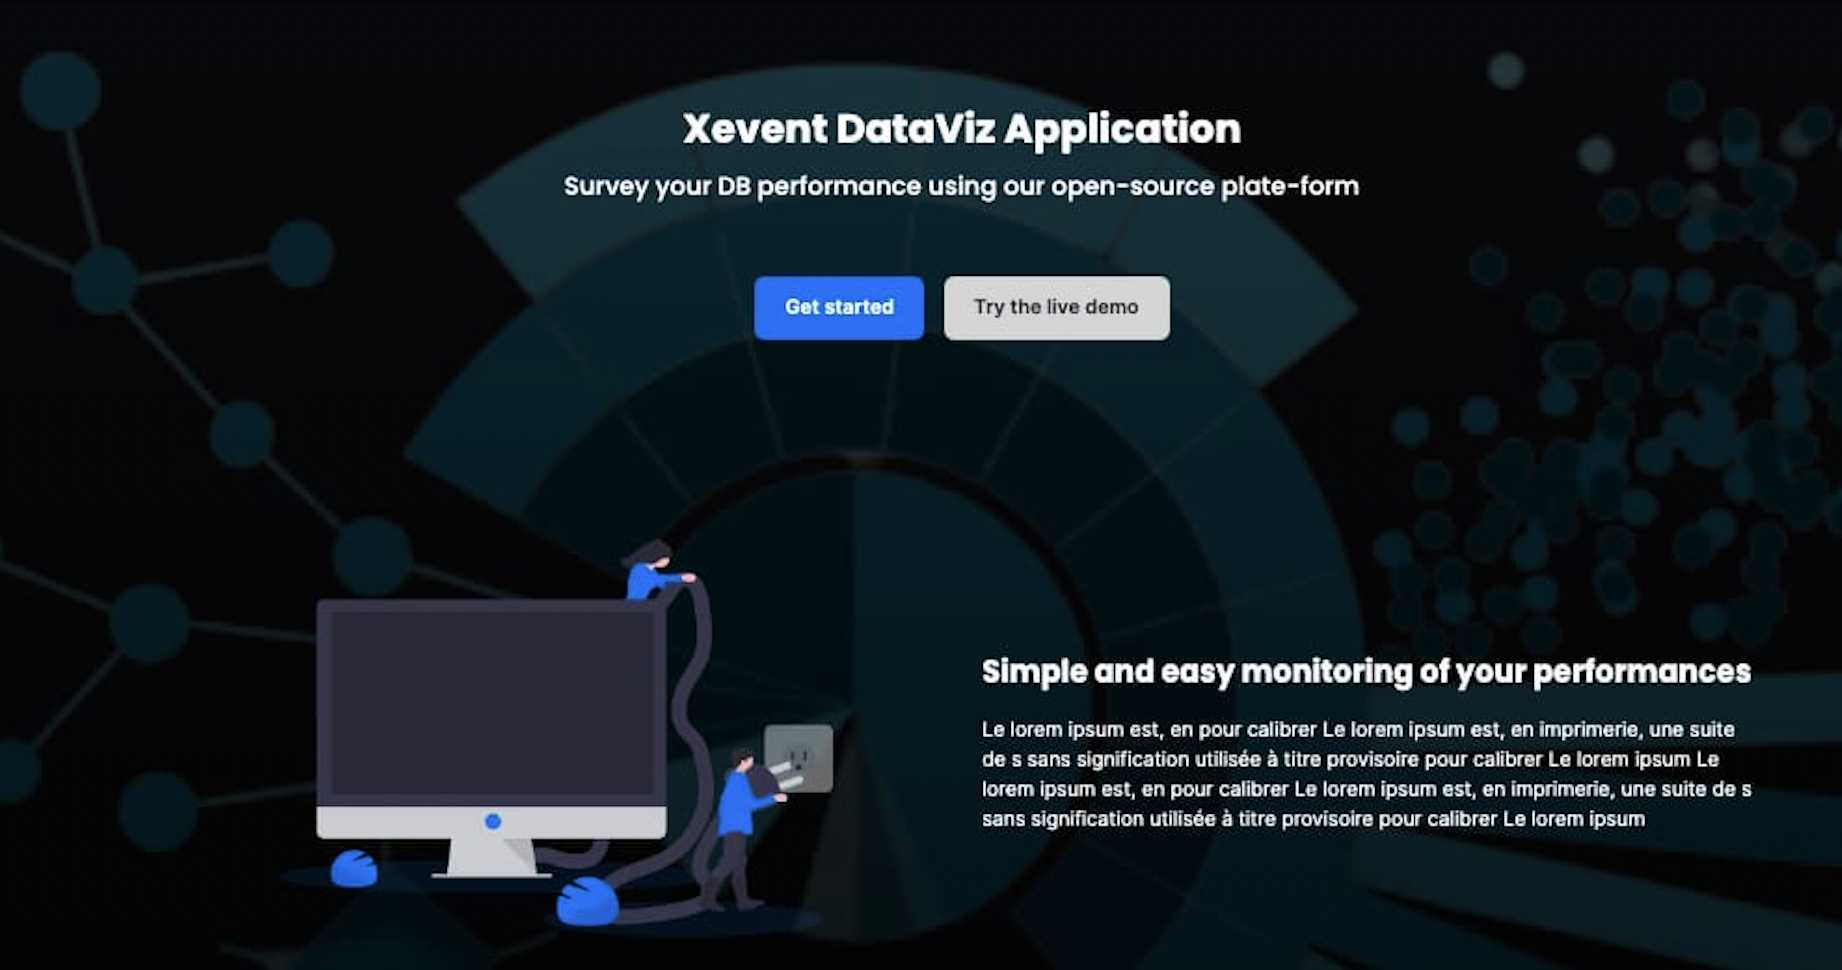 Xevent DataViz Application
Survey your DB performance using our open-source plate-form
Get started
Try the live demo
Simple and easy monitoring of your performances
Le lorem ipsum est, en pour calibrer Le lorem ipsum est, en imprimerie, une suite
de s sans signification utilisée à titre provisoire pour calibrer Le lorem ipsum Le
lorem ipsum est, en pour calibrer Le lorem ipsum est, en imprimerie, une suite de s
sans signification utilisée à titre provisoire pour calibrer Le lorem ipsum